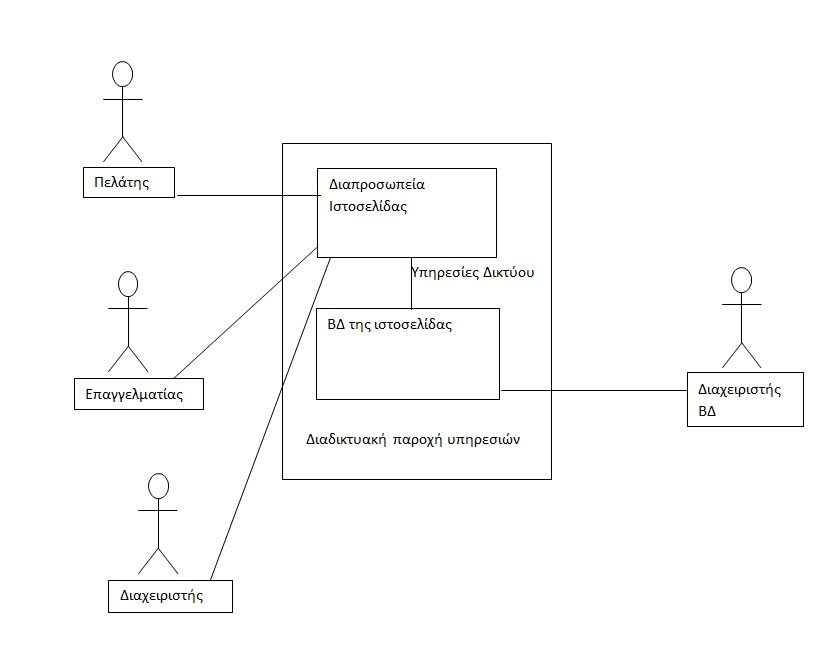 Πελάτης
Διαπροσωπεία
Ιστοσελίδας
Υπηρεσίες Δικτύου
ΒΔ της ιστοσελίδας
Επαγγελματίας
Διαχειριστής
ΒΔ
Διαδικτυακή παροχή υπηρεσιών
Διαχειριστής